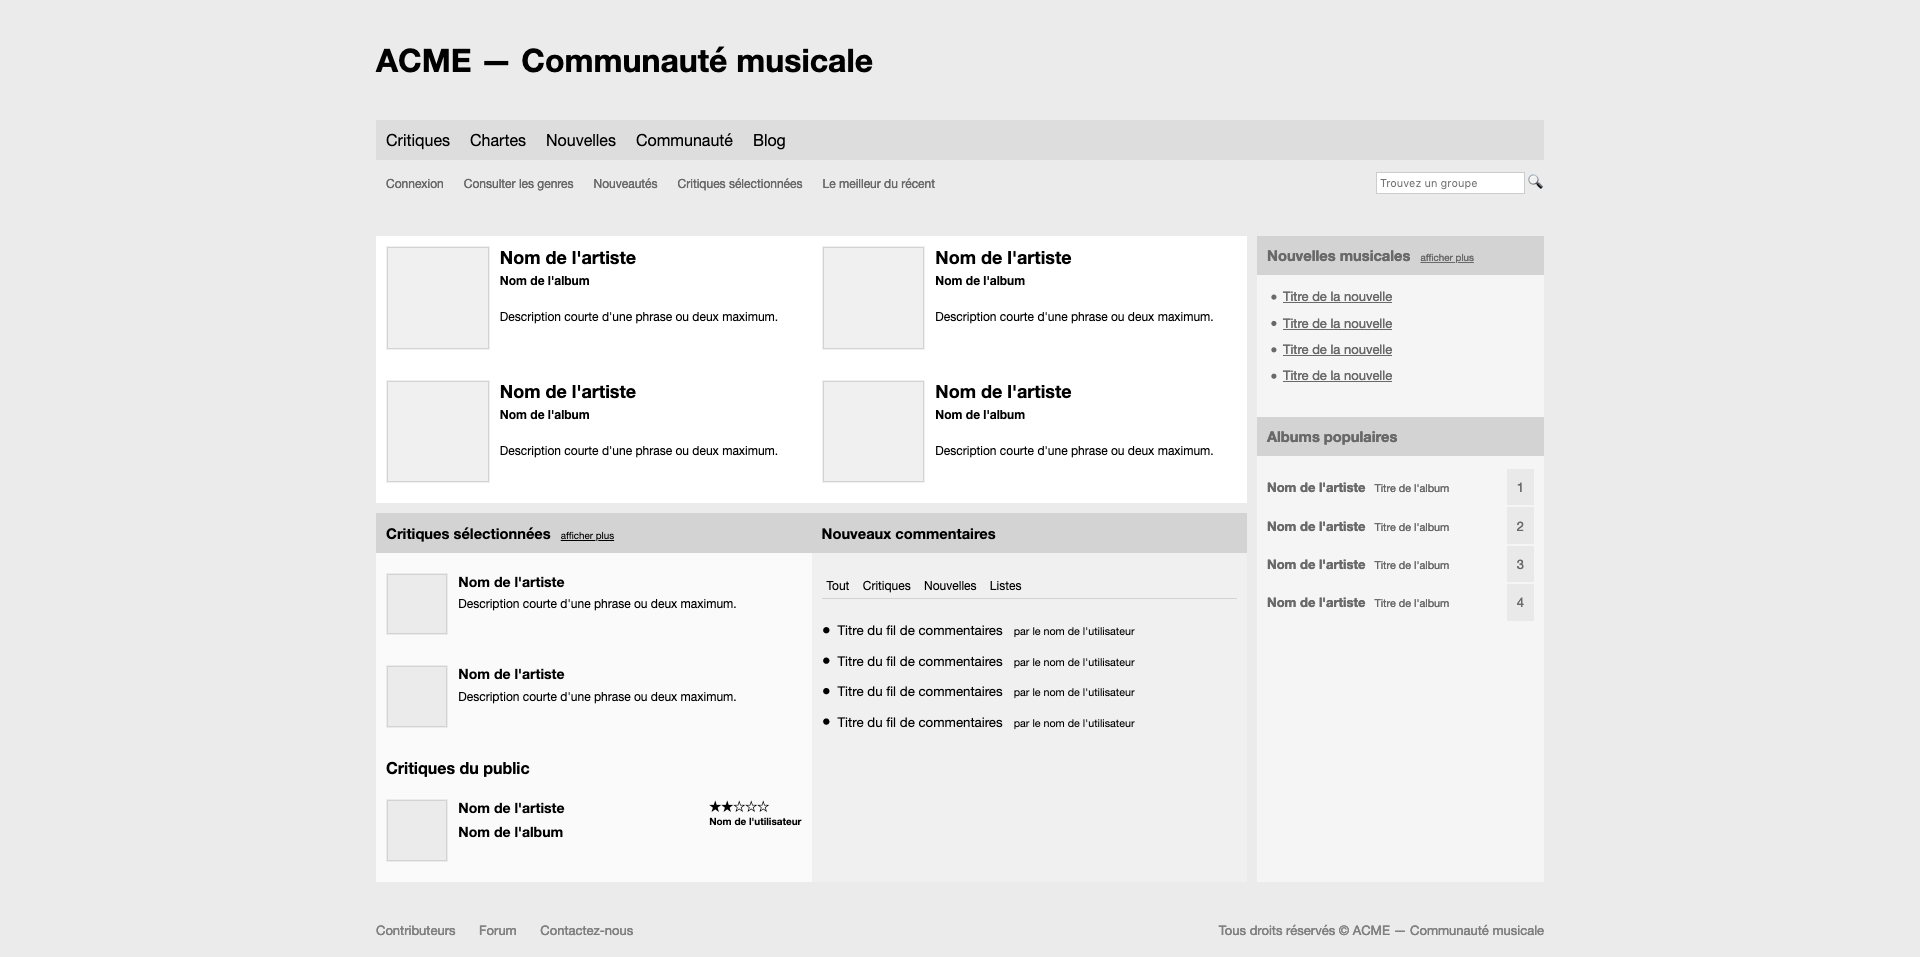 ACME — Communauté musicale
Critiques Chartes Nouvelles Communauté Blog
Connexion Consulter les genres Nouveautés Critiques sélectionnées Le meilleur du récent
Trouvez un groupe
Nom de l'artiste
Nom de l'album
Description courte d'une phrase ou deux maximum.
Nom de l'artiste
Nom de l'album
Description courte d'une phrase ou deux maximum.
Nom de l'artiste
Nom de l'album
Description courte d'une phrase ou deux maximum.
Nom de l'artiste
Nom de l'album
Description courte d'une phrase ou deux maximum.
Critiques sélectionnées afficher plus
Nom de l'artiste
Description courte d'une phrase ou deux maximum.
Nom de l'artiste
Description courte d'une phrase ou deux maximum.
Critiques du public
Nom de l'artiste
Nom de l'album
★★☆☆☆
Nom de l'utilisateur
Nouveaux commentaires
Tout Critiques Nouvelles Listes
• Titre du fil de commentaires par le nom de l'utilisateur
• Titre du fil de commentaires par le nom de l'utilisateur
• Titre du fil de commentaires par le nom de l'utilisateur
• Titre du fil de commentaires par le nom de l'utilisateur
Nouvelles musicales afficher plus
• Titre de la nouvelle
• Titre de la nouvelle
• Titre de la nouvelle
• Titre de la nouvelle
Albums populaires
Nom de l'artiste Titre de l'album 1
Nom de l'artiste Titre de l'album 2
Nom de l'artiste Titre de l'album 3
Nom de l'artiste Titre de l'album 4
Contributeurs Forum Contactez-nous
Tous droits réservés © ACME — Communauté musicale